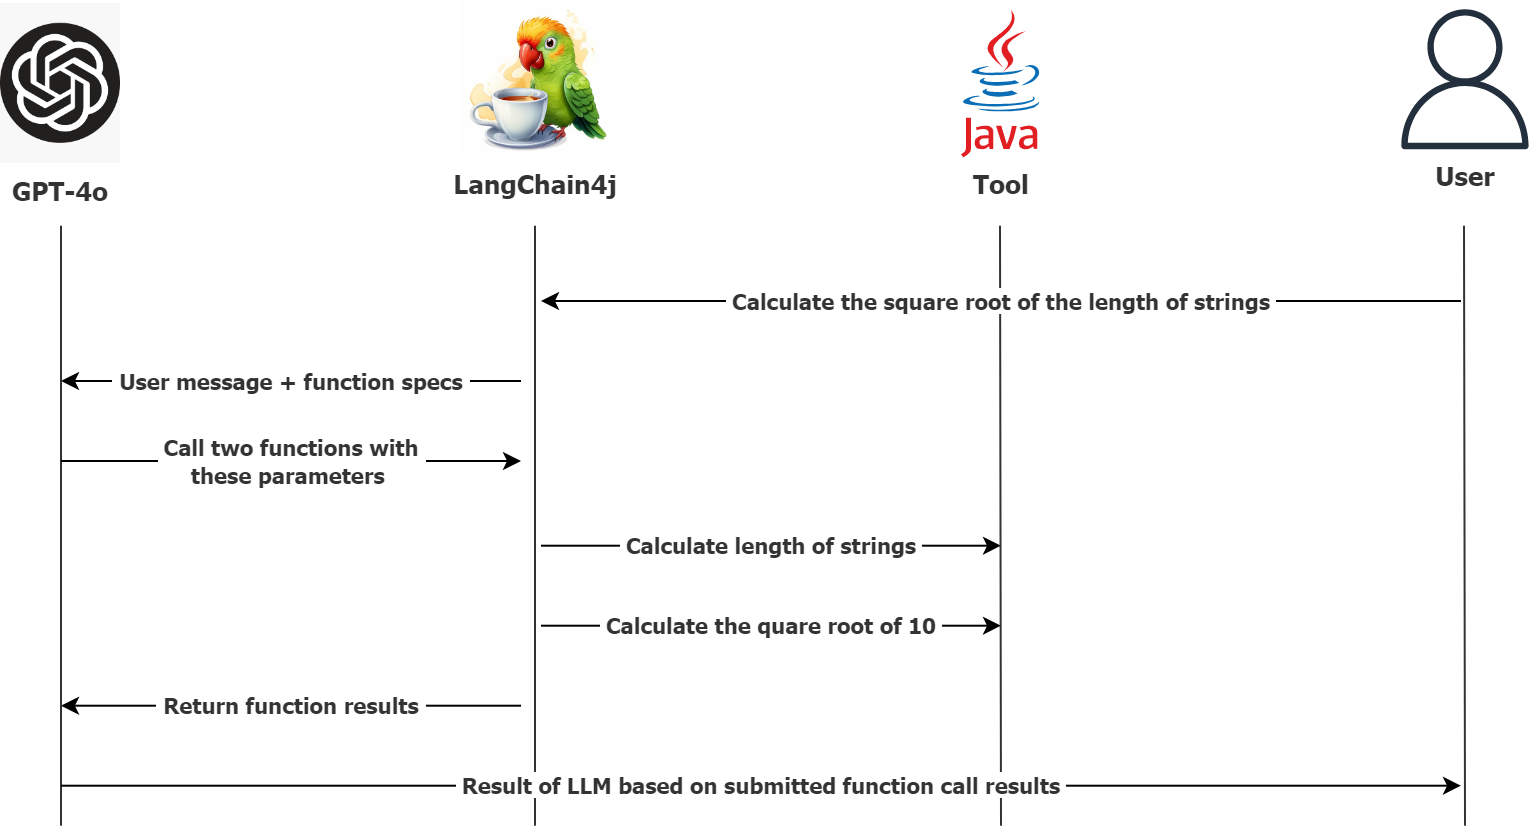 Java
GPT-4o
LangChain4j
Tool
User
Calculate the square root of the length of strings
User message + function specs
Call two functions with
these parameters
Calculate length of strings
Calculate the quare root of 10
Return function results
Result of LLM based on submitted function call results